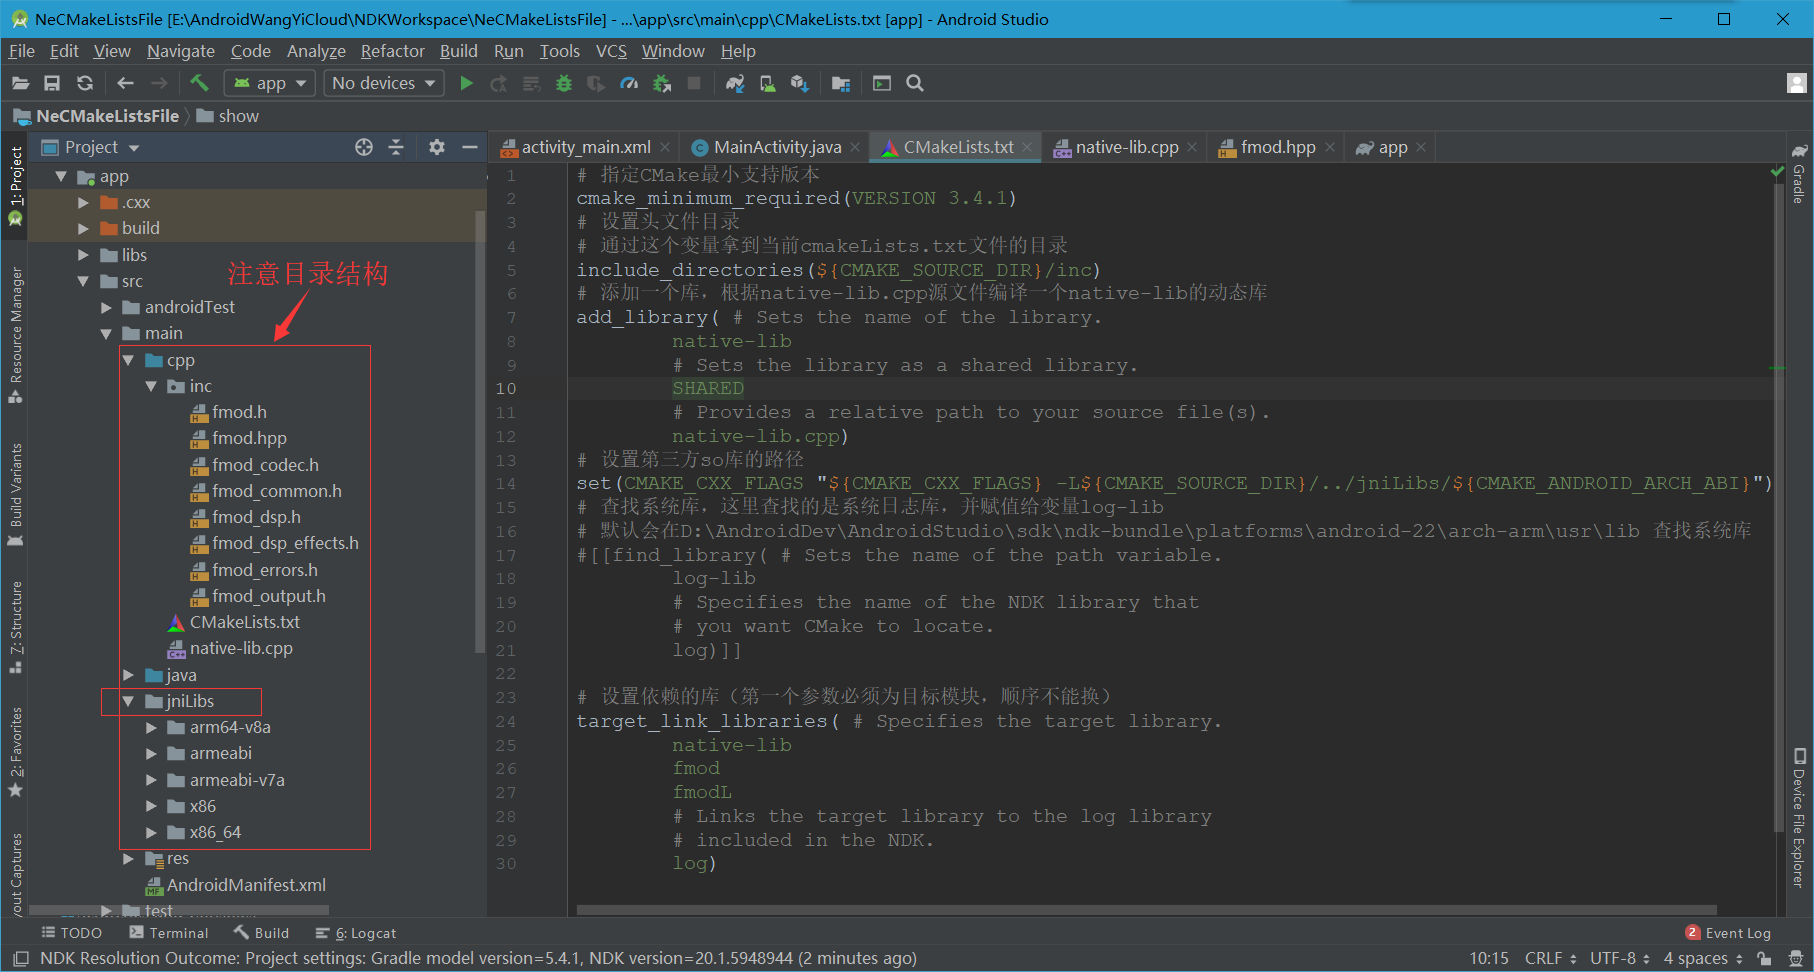 NeCMakeListsFile [E:\AndroidWangYiCloud\NDKWorkspace\NeCMakeListsFile] - ...\app\src\main\cpp\CMakeLists.txt [app] - Android Studio
File Edit View Navigate Code Analyze Refactor Build Run Tools VCS Window Help
app No devices
NeCMakeListsFile show
Project
activity_main.xml MainActivity.java CMakeLists.txt native-lib.cpp fmod.hpp app
1: Project
Resource Manager
Build Variants
7: Structure
2: Favorites
yout Captures
app
.cxx
build
libs
src
注意目录结构
androidTest
main
cpp
inc
fmod.h
fmod.hpp
fmod_codec.h
fmod_common.h
fmod_dsp.h
fmod_dsp_effects.h
fmod_errors.h
fmod_output.h
CMakeLists.txt
native-lib.cpp
java
jniLibs
arm64-v8a
armeabi
armeabi-v7a
x86
x86_64
res
AndroidManifest.xml
test
1 # 指定CMake最小支持版本
2 cmake_minimum_required(VERSION 3.4.1)
3 # 设置头文件目录
4 # 通过这个变量拿到当前cmakeLists.txt文件的目录
5 include_directories(${CMAKE_SOURCE_DIR}/inc)
6 # 添加一个库，根据native-lib.cpp源文件编译一个native-lib的动态库
7 add_library( # Sets the name of the library.
8 native-lib
9 # Sets the library as a shared library.
10 SHARED
11 # Provides a relative path to your source file(s).
12 native-lib.cpp)
13 # 设置第三方so库的路径
14 set(CMAKE_CXX_FLAGS "${CMAKE_CXX_FLAGS} -L${CMAKE_SOURCE_DIR}/../jniLibs/${CMAKE_ANDROID_ARCH_ABI}")
15 # 查找系统库，这里查找的是系统日志库，并赋值给变量log-lib
16 # 默认会在D:\AndroidDev\AndroidStudio\sdk\ndk-bundle\platforms\android-22\arch-arm\usr\lib 查找系统库
17 #[[find_library( # Sets the name of the path variable.
18 log-lib
19 # Specifies the name of the NDK library that
20 # you want CMake to locate.
21 log)]]
22
23 # 设置依赖的库（第一个参数必须为目标模块，顺序不能换）
24 target_link_libraries( # Specifies the target library.
25 native-lib
26 fmod
27 fmodL
28 # Links the target library to the log library
29 # included in the NDK.
30 log)
Gradle
Device File Explorer
TODO Terminal Build 6: Logcat 2 Event Log
NDK Resolution Outcome: Project settings: Gradle model version=5.4.1, NDK version=20.1.5948944 (2 minutes ago) 10:15 CRLF UTF-8 4 spaces